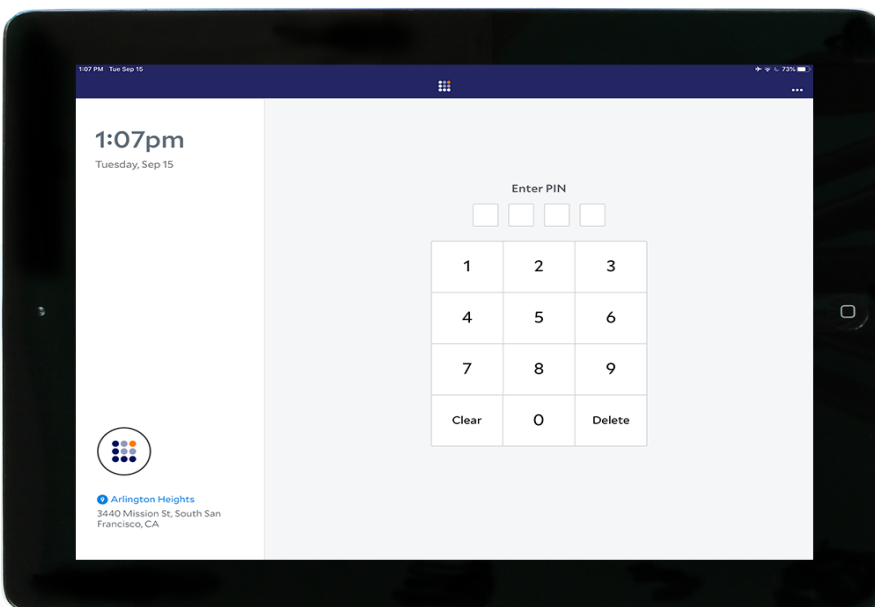 1:07 PM Tue Sep 15
73%
1:07pm
Tuesday, Sep 15
Enter PIN
1 2 3
4 5 6
7 8 9
Clear 0 Delete
Arlington Heights
3440 Mission St, South San
Francisco, CA